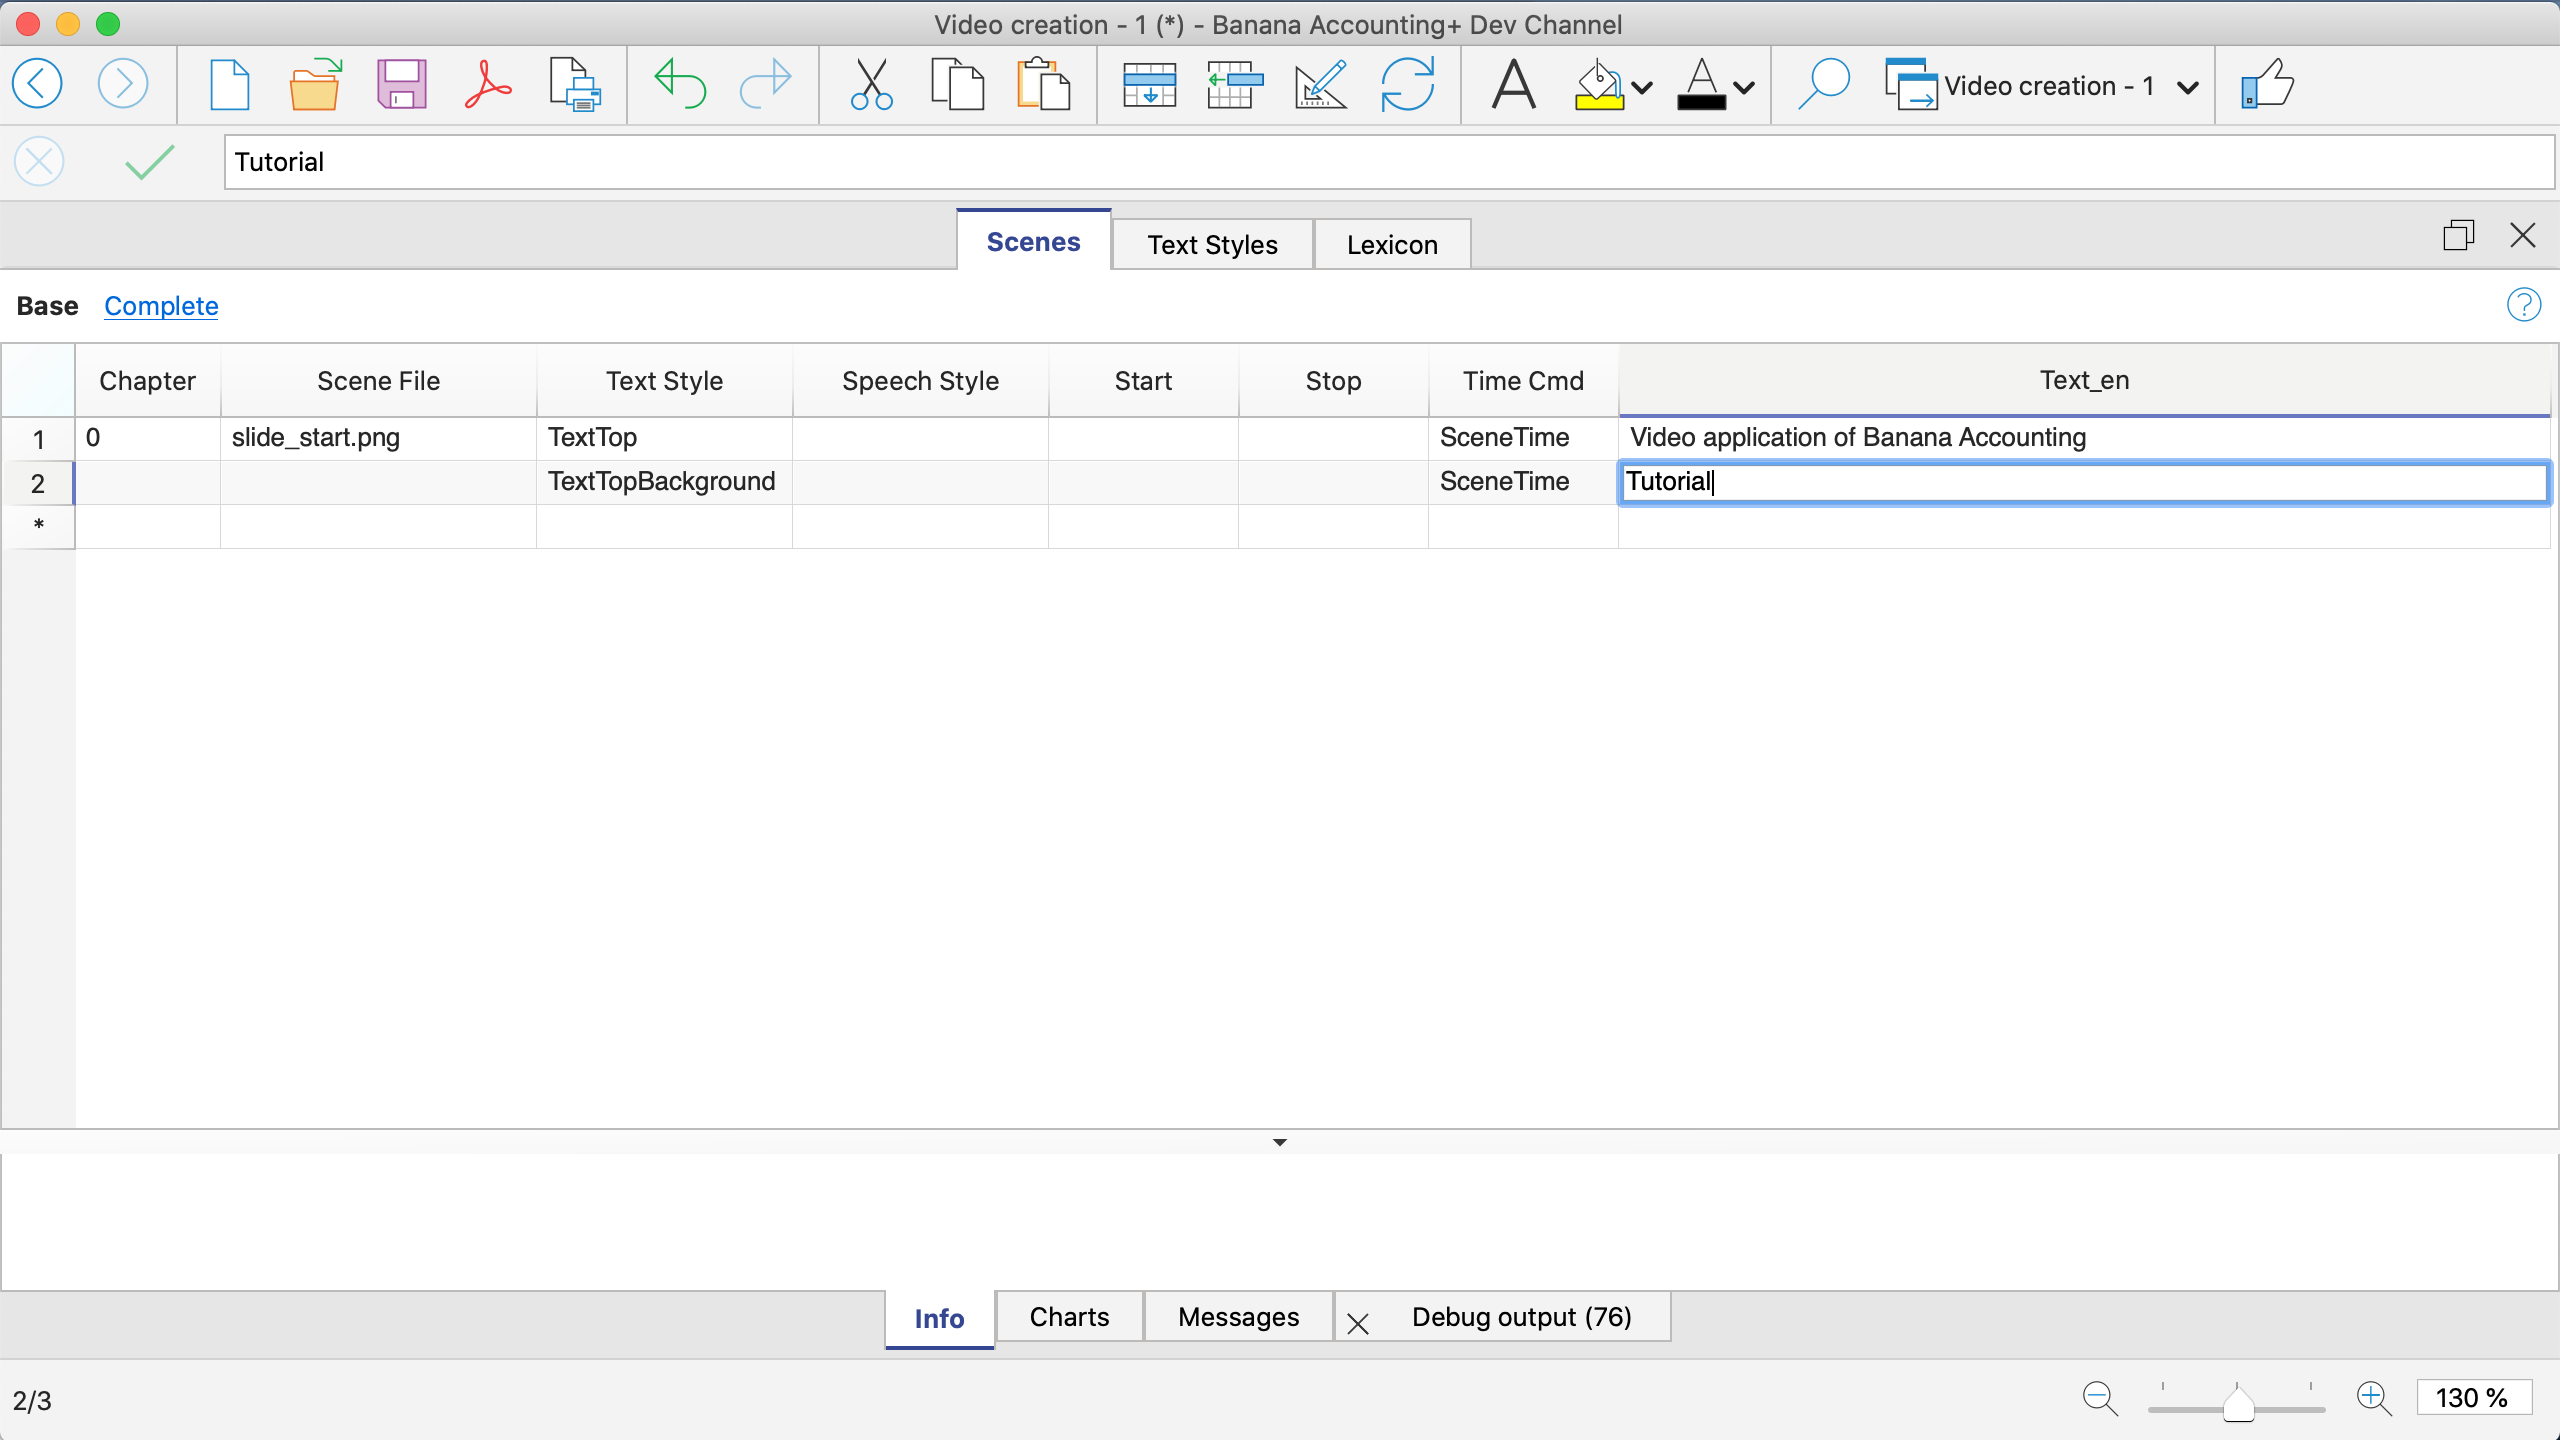 Video creation - 1 (*) - Banana Accounting+ Dev Channel
Video creation - 1
Tutorial
Scenes Text Styles Lexicon
Base Complete
Chapter Scene File Text Style Speech Style Start Stop Time Cmd Text_en
1 0 slide_start.png TextTop SceneTime Video application of Banana Accounting
2 TextTopBackground SceneTime Tutorial
*
Info Charts Messages Debug output (76)
2/3 130 %